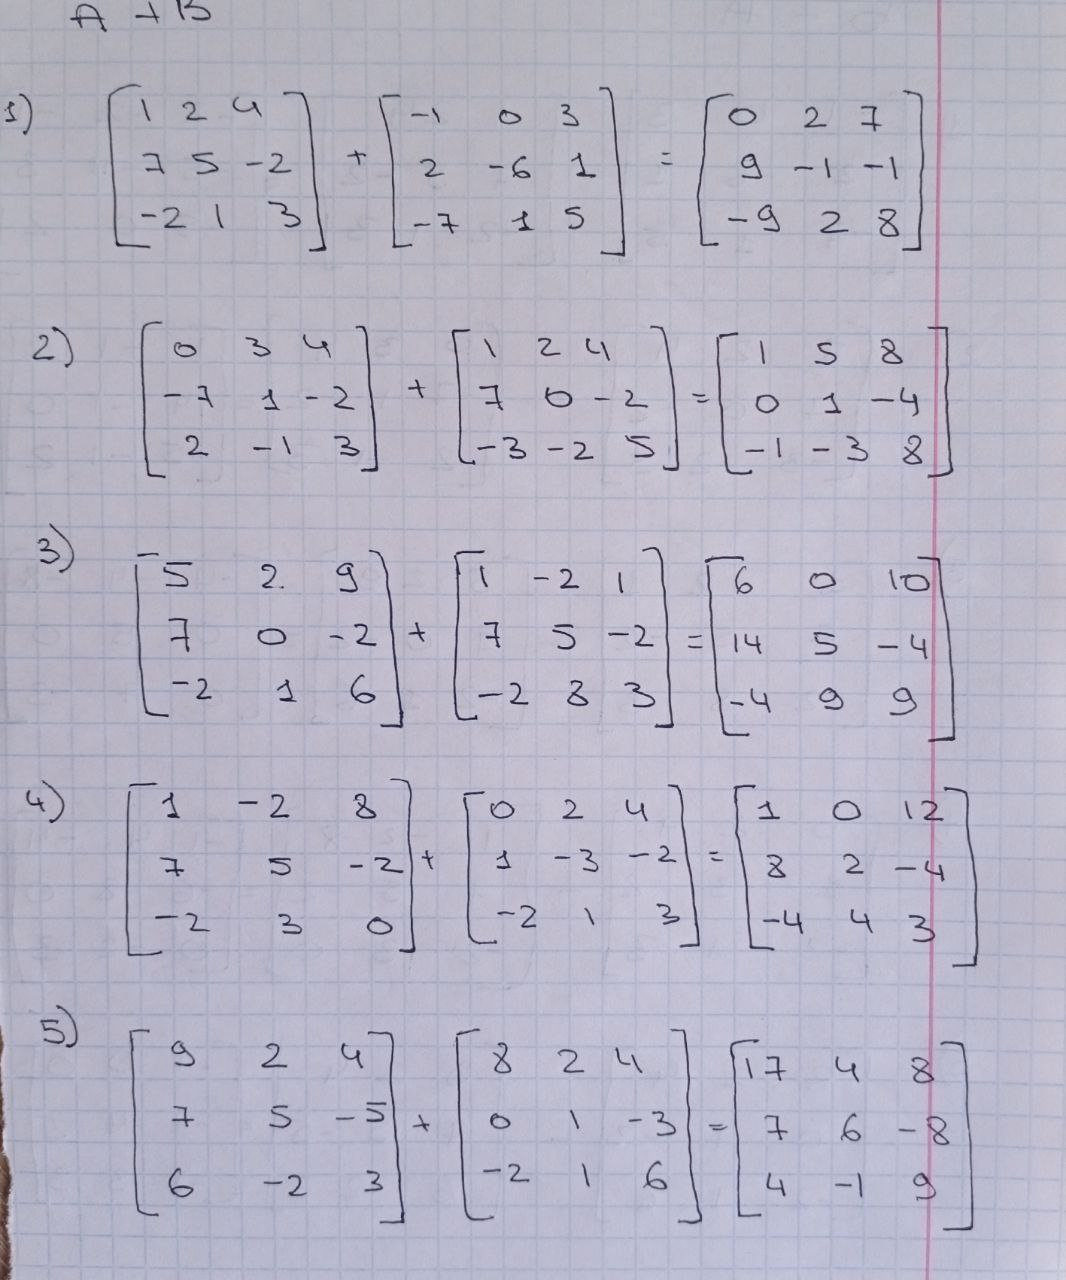 A + B
1) [ 1 2 4 ] + [ -1 0 3 ] = [ 0 2 7 ]
[ 7 5 -2 ] [ 2 -6 1 ] [ 9 -1 -1 ]
[ -2 1 3 ] [ -7 1 5 ] [ -9 2 8 ]
2) [ 0 3 4 ] + [ 1 2 4 ] = [ 1 5 8 ]
[ -7 1 -2 ] [ 7 0 -2 ] [ 0 1 -4 ]
[ 2 -1 3 ] [ -3 -2 5 ] [ -1 -3 8 ]
3) [ 5 2 9 ] + [ 1 -2 1 ] = [ 6 0 10 ]
[ 7 0 -2 ] [ 7 5 -2 ] [ 14 5 -4 ]
[ -2 1 6 ] [ -2 8 3 ] [ -4 9 9 ]
4) [ 1 -2 8 ] + [ 0 2 4 ] = [ 1 0 12 ]
[ 7 5 -2 ] [ 1 -3 -2 ] [ 8 2 -4 ]
[ -2 3 0 ] [ -2 1 3 ] [ -4 4 3 ]
5) [ 9 2 4 ] + [ 8 2 4 ] = [ 17 4 8 ]
[ 7 5 -5 ] [ 0 1 -3 ] [ 7 6 -8 ]
[ 6 -2 3 ] [ -2 1 6 ] [ 4 -1 9 ]